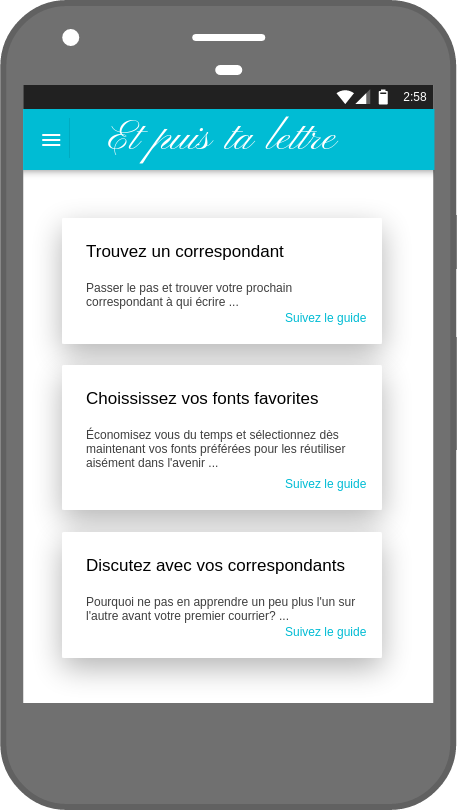 2:58
Et puis ta lettre
Trouvez un correspondant
Passer le pas et trouver votre prochain
correspondant à qui écrire ...
Suivez le guide
Choississez vos fonts favorites
Économisez vous du temps et sélectionnez dès
maintenant vos fonts préférées pour les réutiliser
aisément dans l'avenir ...
Suivez le guide
Discutez avec vos correspondants
Pourquoi ne pas en apprendre un peu plus l'un sur
l'autre avant votre premier courrier? ...
Suivez le guide